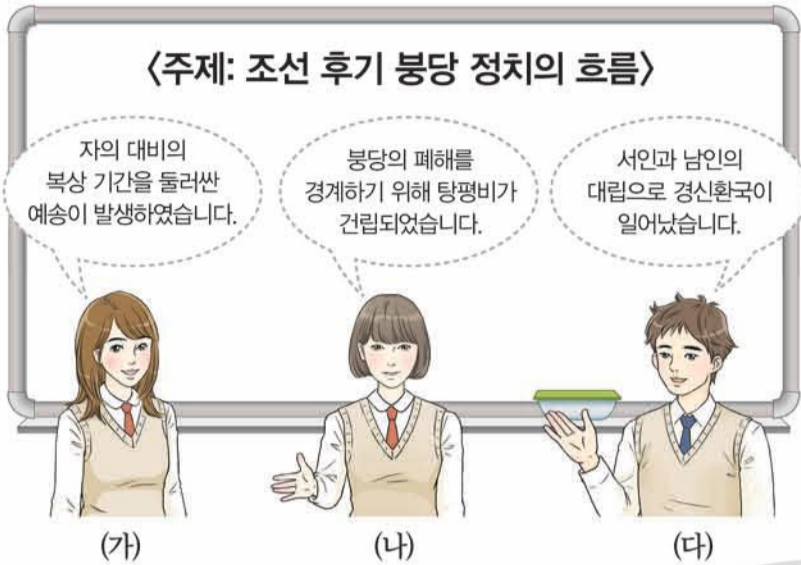 〈주제: 조선 후기 붕당 정치의 흐름〉
자의 대비의
복상 기간을 둘러싼
예송이 발생하였습니다.
붕당의 폐해를
경계하기 위해 탕평비가
건립되었습니다.
서인과 남인의
대립으로 경신환국이
일어났습니다.
(가)
(나)
(다)